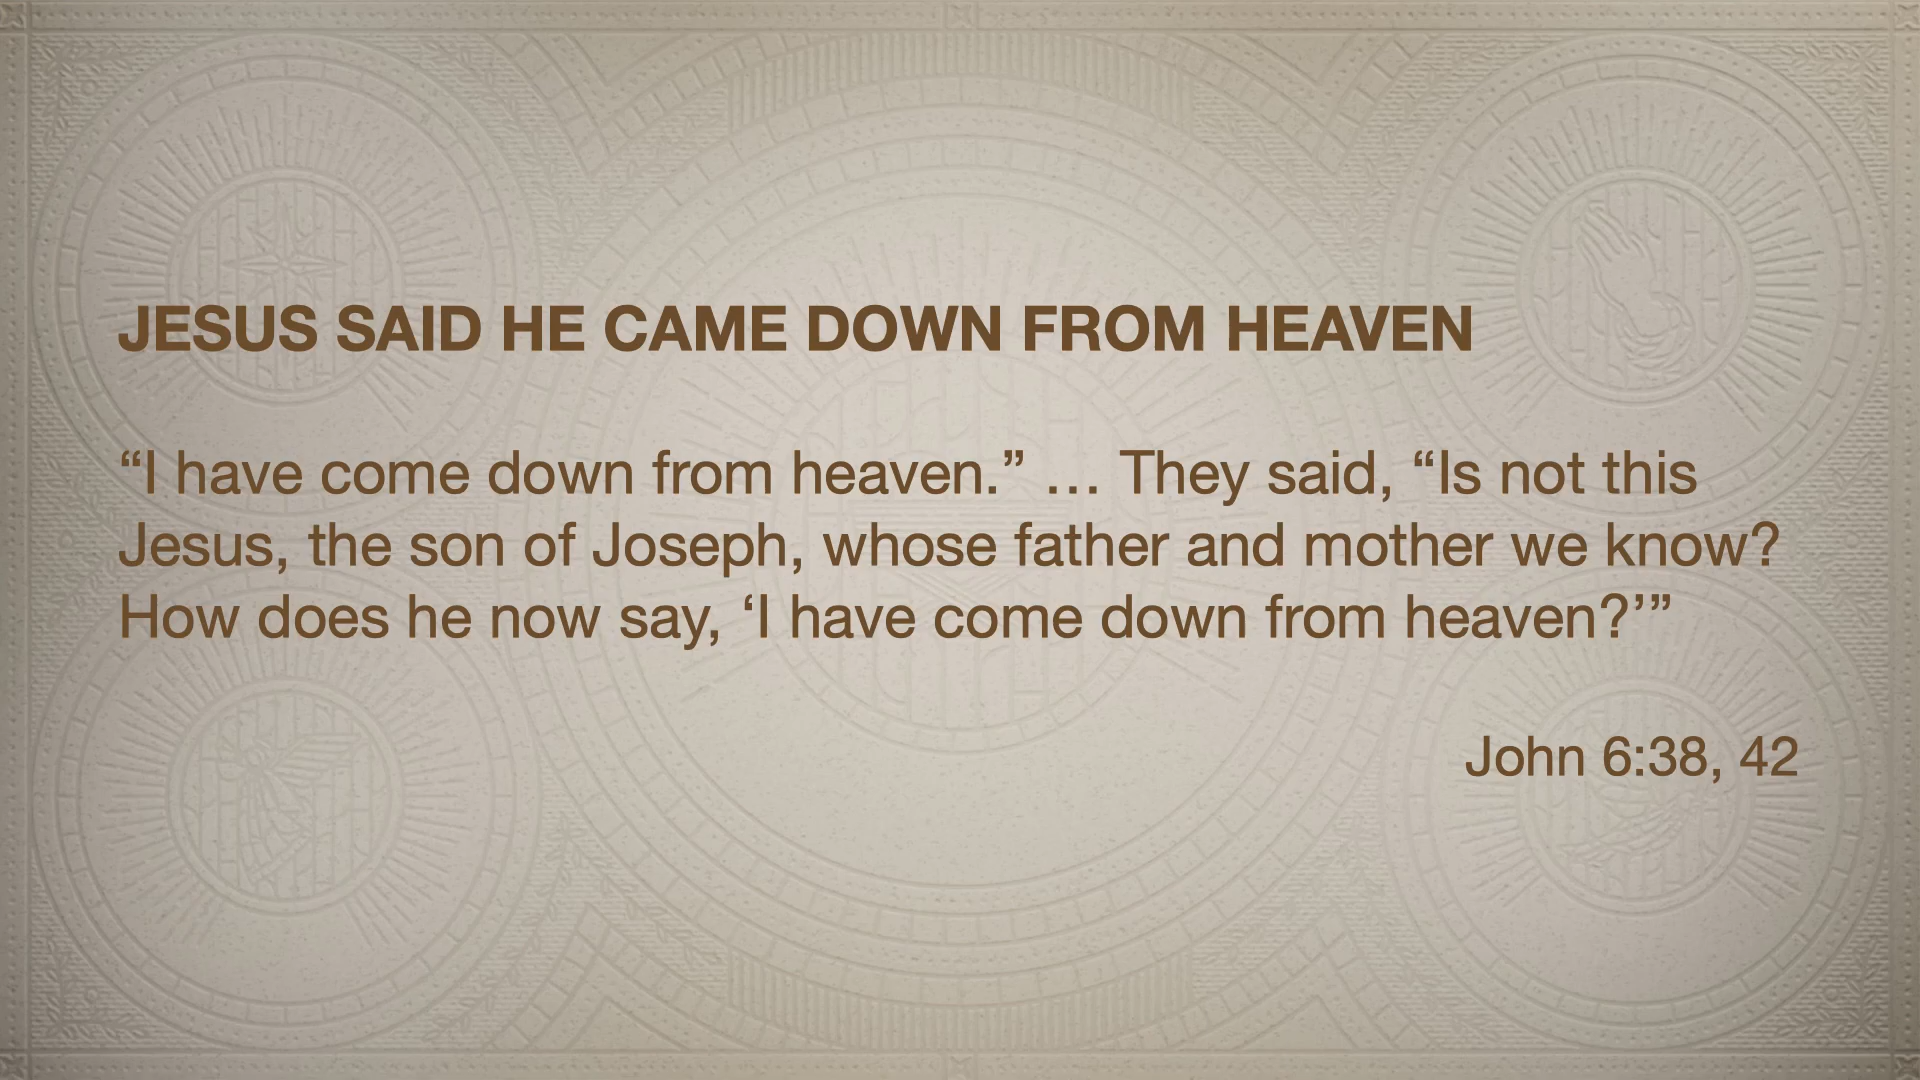 JESUS SAID HE CAME DOWN FROM HEAVEN
“I have come down from heaven.” … They said, “Is not this
Jesus, the son of Joseph, whose father and mother we know?
How does he now say, ‘I have come down from heaven?’”
John 6:38, 42